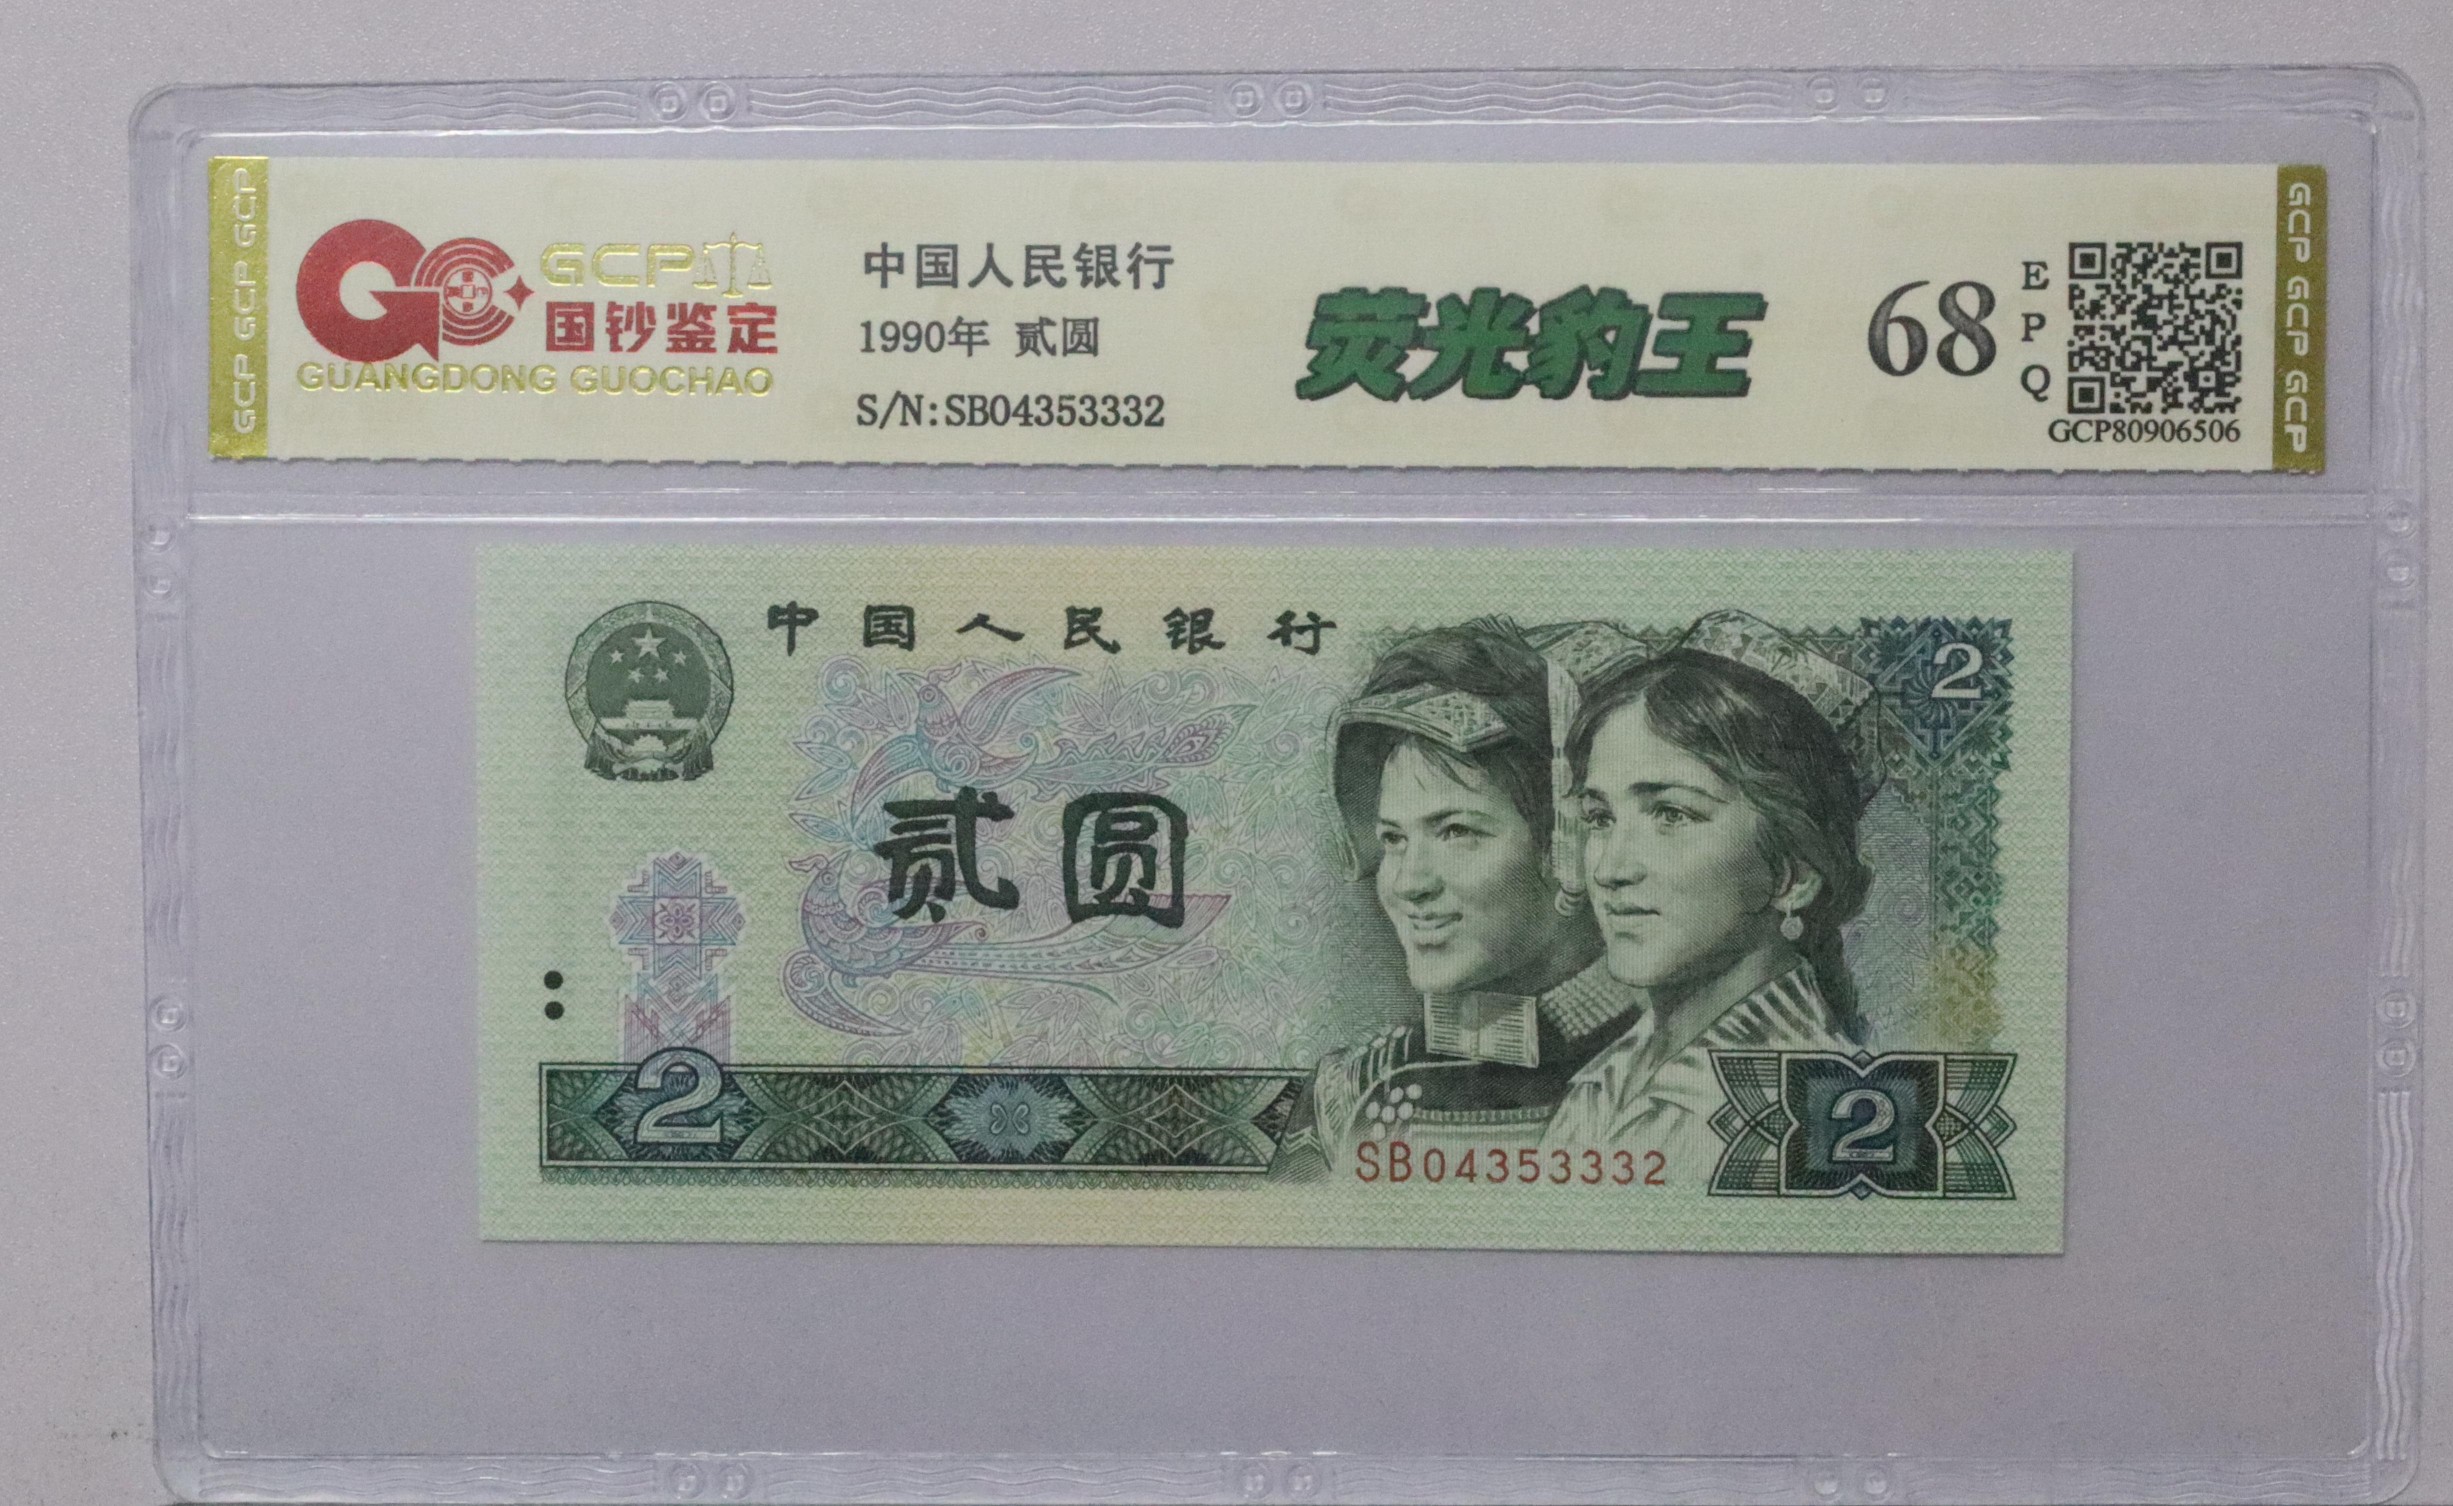 GCP GCP GCP GCP
GCP
国钞鉴定
GUANGDONG GUOCHAO
中国人民银行
1990年 贰圆
S/N:SB04353332
荧光豹王
68
E
P
Q
GCP80906506
GCP GCP GCP GCP
中国人民银行
2
贰圆
2
2
SB04353332